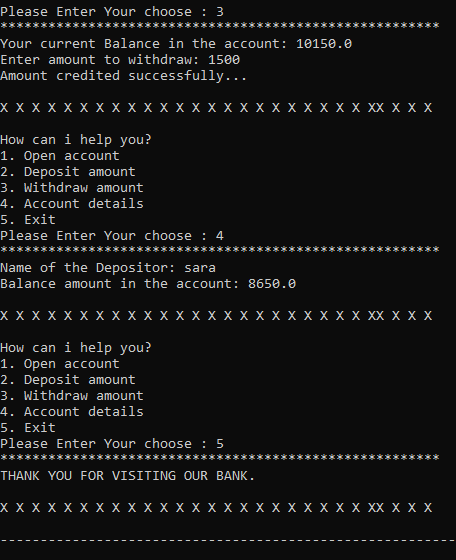 Please Enter Your choose : 3
*******************************************************
Your current Balance in the account: 10150.0
Enter amount to withdraw: 1500
Amount credited successfully...
X X X X X X X X X X X X X X X X X X X X X X X XX X X X
How can i help you?
1. Open account
2. Deposit amount
3. Withdraw amount
4. Account details
5. Exit
Please Enter Your choose : 4
*******************************************************
Name of the Depositor: sara
Balance amount in the account: 8650.0
X X X X X X X X X X X X X X X X X X X X X X X XX X X X
How can i help you?
1. Open account
2. Deposit amount
3. Withdraw amount
4. Account details
5. Exit
Please Enter Your choose : 5
*******************************************************
THANK YOU FOR VISITING OUR BANK.
X X X X X X X X X X X X X X X X X X X X X X X XX X X X
---------------------------------------------------------